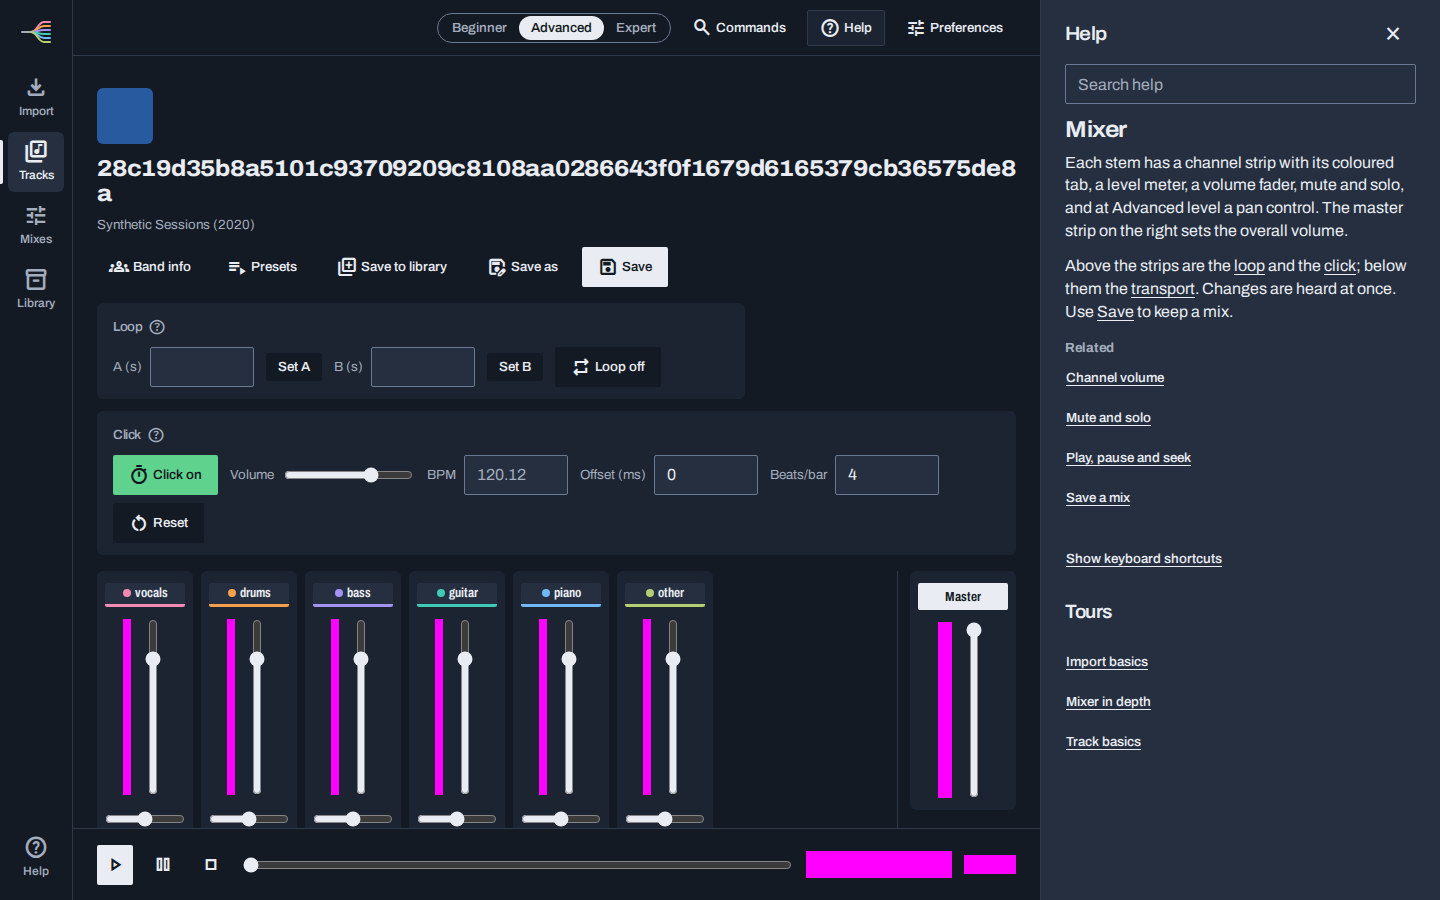 Beginner Advanced Expert Commands Help Preferences
Import
Tracks
Mixes
Library
Help
28c19d35b8a5101c93709209c8108aa0286643f0f1679d6165379cb36575de8
a
Synthetic Sessions (2020)
Band info Presets Save to library Save as Save
Loop
A (s) Set A B (s) Set B Loop off
Click
Click on Volume BPM 120.12 Offset (ms) 0 Beats/bar 4
Reset
vocals drums bass guitar piano other Master
Help
Search help
Mixer
Each stem has a channel strip with its coloured
tab, a level meter, a volume fader, mute and solo,
and at Advanced level a pan control. The master
strip on the right sets the overall volume.
Above the strips are the loop and the click; below
them the transport. Changes are heard at once.
Use Save to keep a mix.
Related
Channel volume
Mute and solo
Play, pause and seek
Save a mix
Show keyboard shortcuts
Tours
Import basics
Mixer in depth
Track basics